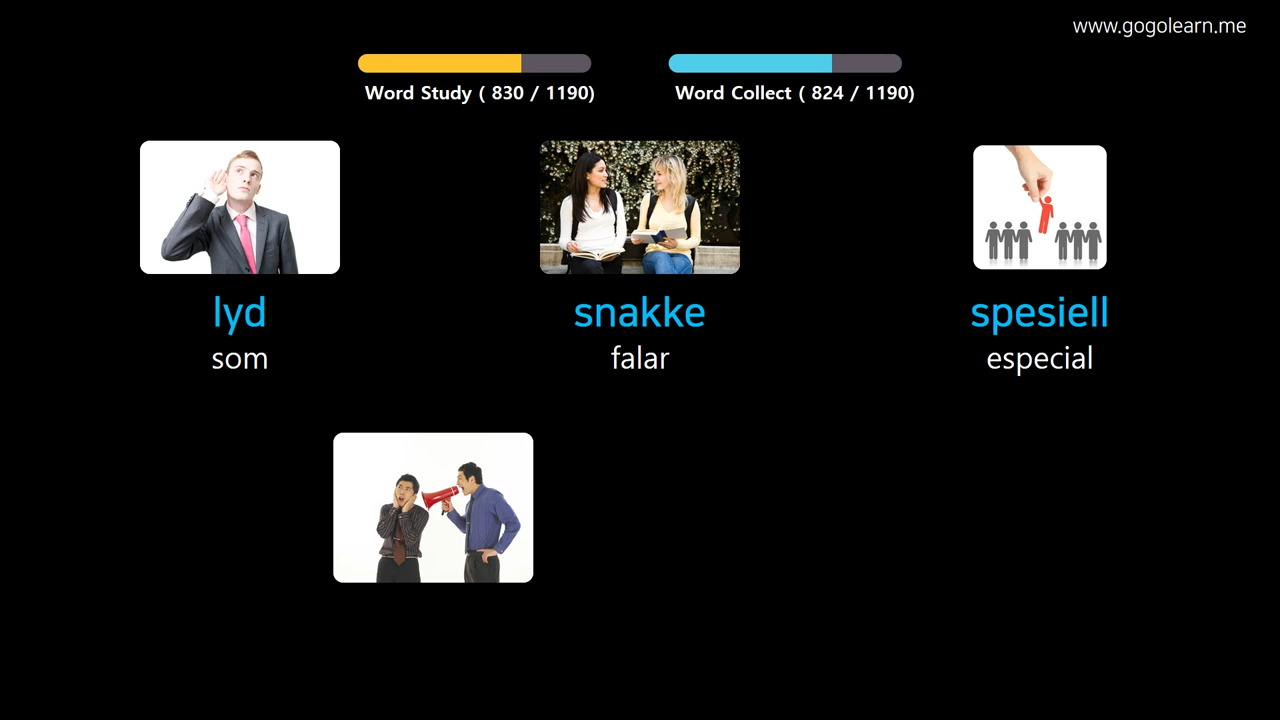 www.gogolearn.me
Word Study ( 830 / 1190)
Word Collect ( 824 / 1190)
lyd
som
snakke
falar
spesiell
especial